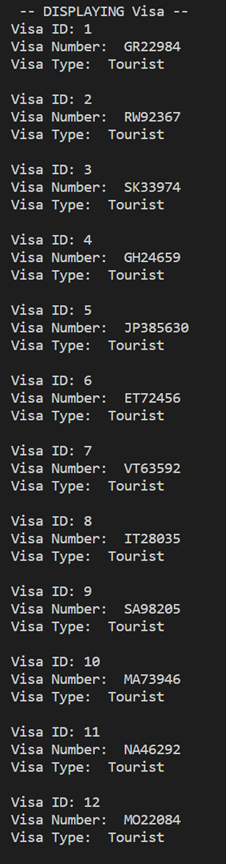 -- DISPLAYING Visa --
Visa ID: 1
Visa Number:  GR22984
Visa Type:  Tourist

Visa ID: 2
Visa Number:  RW92367
Visa Type:  Tourist

Visa ID: 3
Visa Number:  SK33974
Visa Type:  Tourist

Visa ID: 4
Visa Number:  GH24659
Visa Type:  Tourist

Visa ID: 5
Visa Number:  JP385630
Visa Type:  Tourist

Visa ID: 6
Visa Number:  ET72456
Visa Type:  Tourist

Visa ID: 7
Visa Number:  VT63592
Visa Type:  Tourist

Visa ID: 8
Visa Number:  IT28035
Visa Type:  Tourist

Visa ID: 9
Visa Number:  SA98205
Visa Type:  Tourist

Visa ID: 10
Visa Number:  MA73946
Visa Type:  Tourist

Visa ID: 11
Visa Number:  NA46292
Visa Type:  Tourist

Visa ID: 12
Visa Number:  MO22084
Visa Type:  Tourist